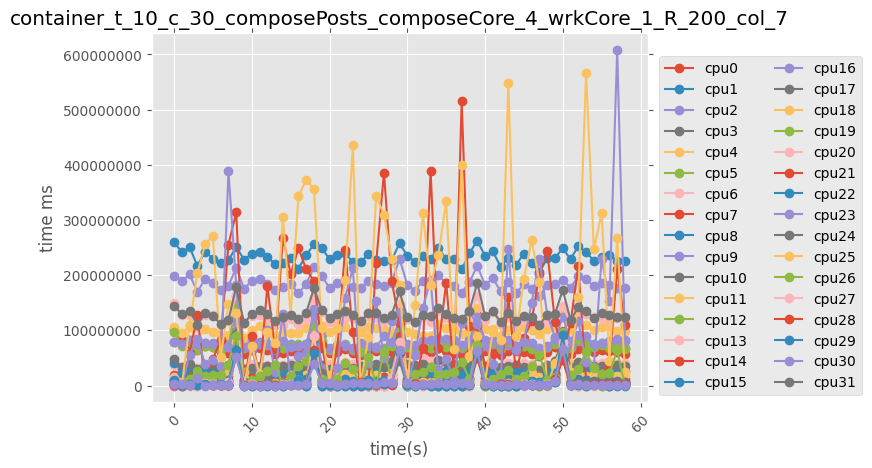 container_t_10_c_30_composePosts_composeCore_4_wrkCore_1_R_200_col_7
600000000
500000000
400000000
300000000
200000000
100000000
0
time ms
0
10
20
30
40
50
60
time(s)
cpu0
cpu1
cpu2
cpu3
cpu4
cpu5
cpu6
cpu7
cpu8
cpu9
cpu10
cpu11
cpu12
cpu13
cpu14
cpu15
cpu16
cpu17
cpu18
cpu19
cpu20
cpu21
cpu22
cpu23
cpu24
cpu25
cpu26
cpu27
cpu28
cpu29
cpu30
cpu31